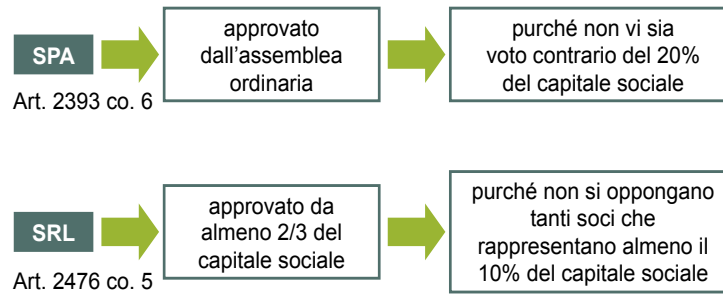 SPA
Art. 2393 co. 6
approvato
dall'assemblea
ordinaria
purché non vi sia
voto contrario del 20%
del capitale sociale
SRL
Art. 2476 co. 5
approvato da
almeno 2/3 del
capitale sociale
purché non si oppongano
tanti soci che
rappresentano almeno il
10% del capitale sociale